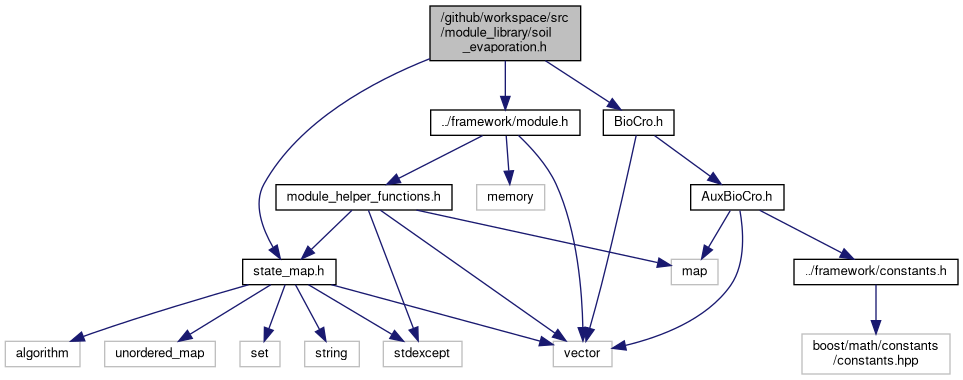 /github/workspace/src
/module_library/soil
_evaporation.h
../framework/module.h
BioCro.h
module_helper_functions.h
memory
AuxBioCro.h
state_map.h
map
../framework/constants.h
algorithm
unordered_map
set
string
stdexcept
vector
boost/math/constants
/constants.hpp